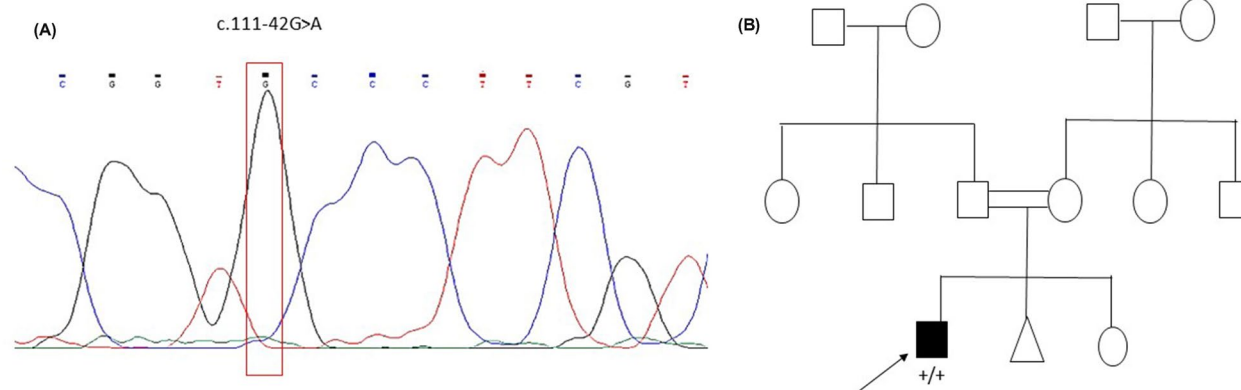 (A)
c.111-42G>A
C G G T G C C C T T C G T
(B)
+/+